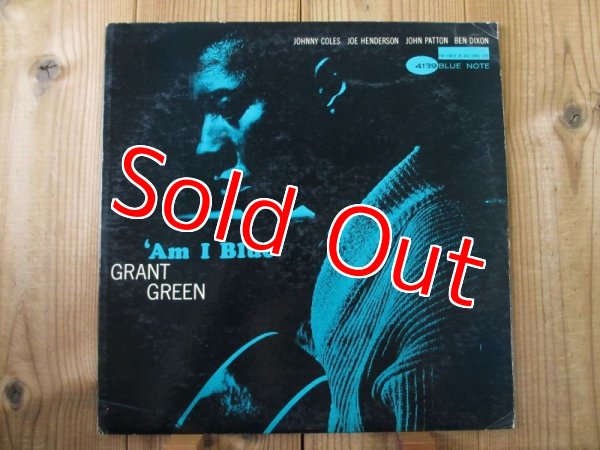 JOHNNY COLES JOE HENDERSON JOHN PATTON BEN DIXON
4139 BLUE NOTE
Sold Out
'Am I Blue
GRANT
GREEN